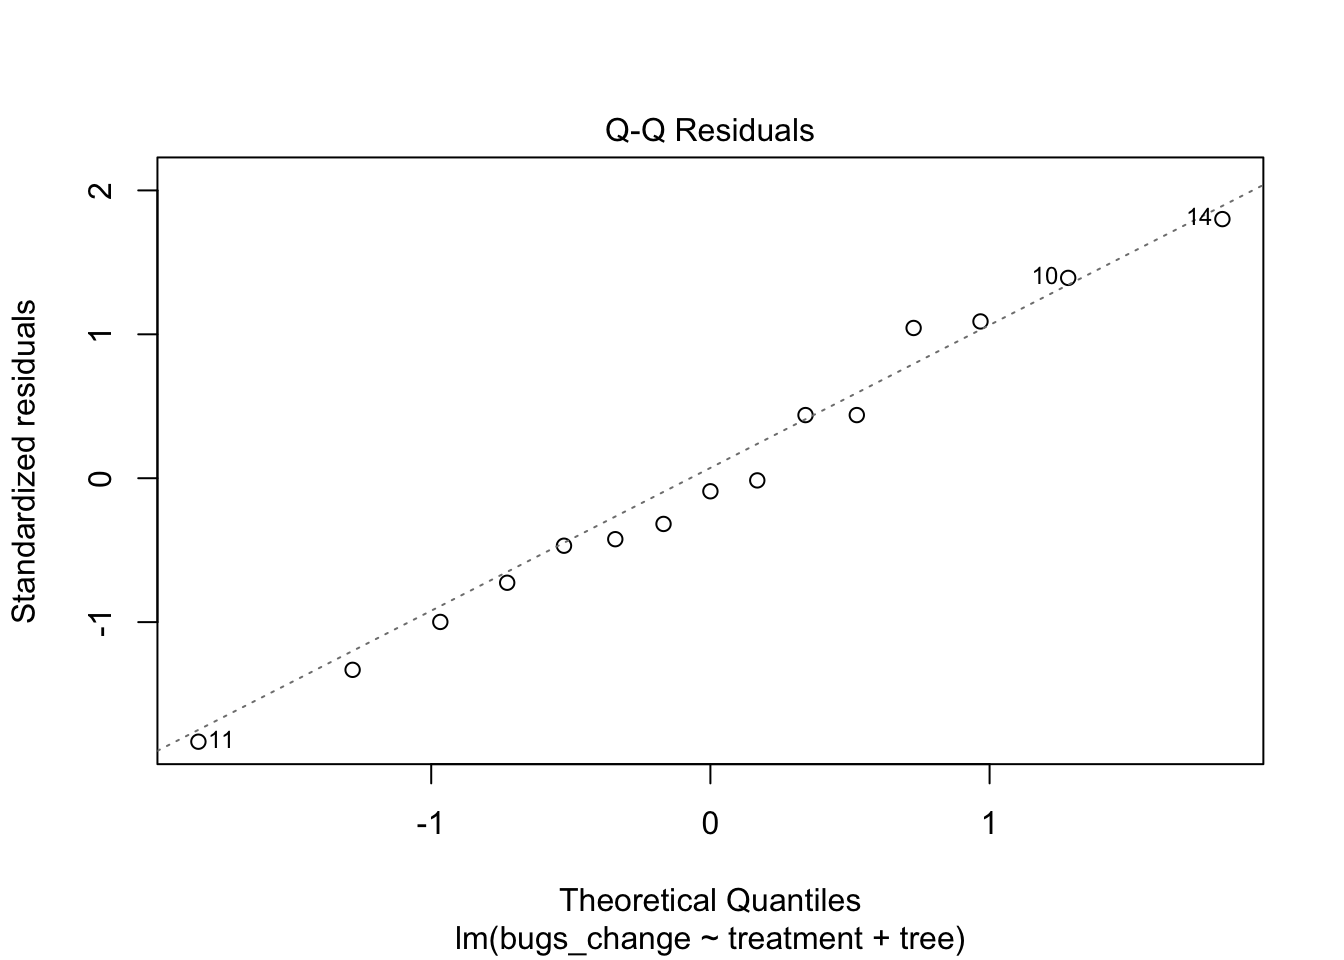 Q-Q Residuals
Standardized residuals
2
1
0
-1
14
10
11
-1 0 1
Theoretical Quantiles
lm(bugs_change ~ treatment + tree)